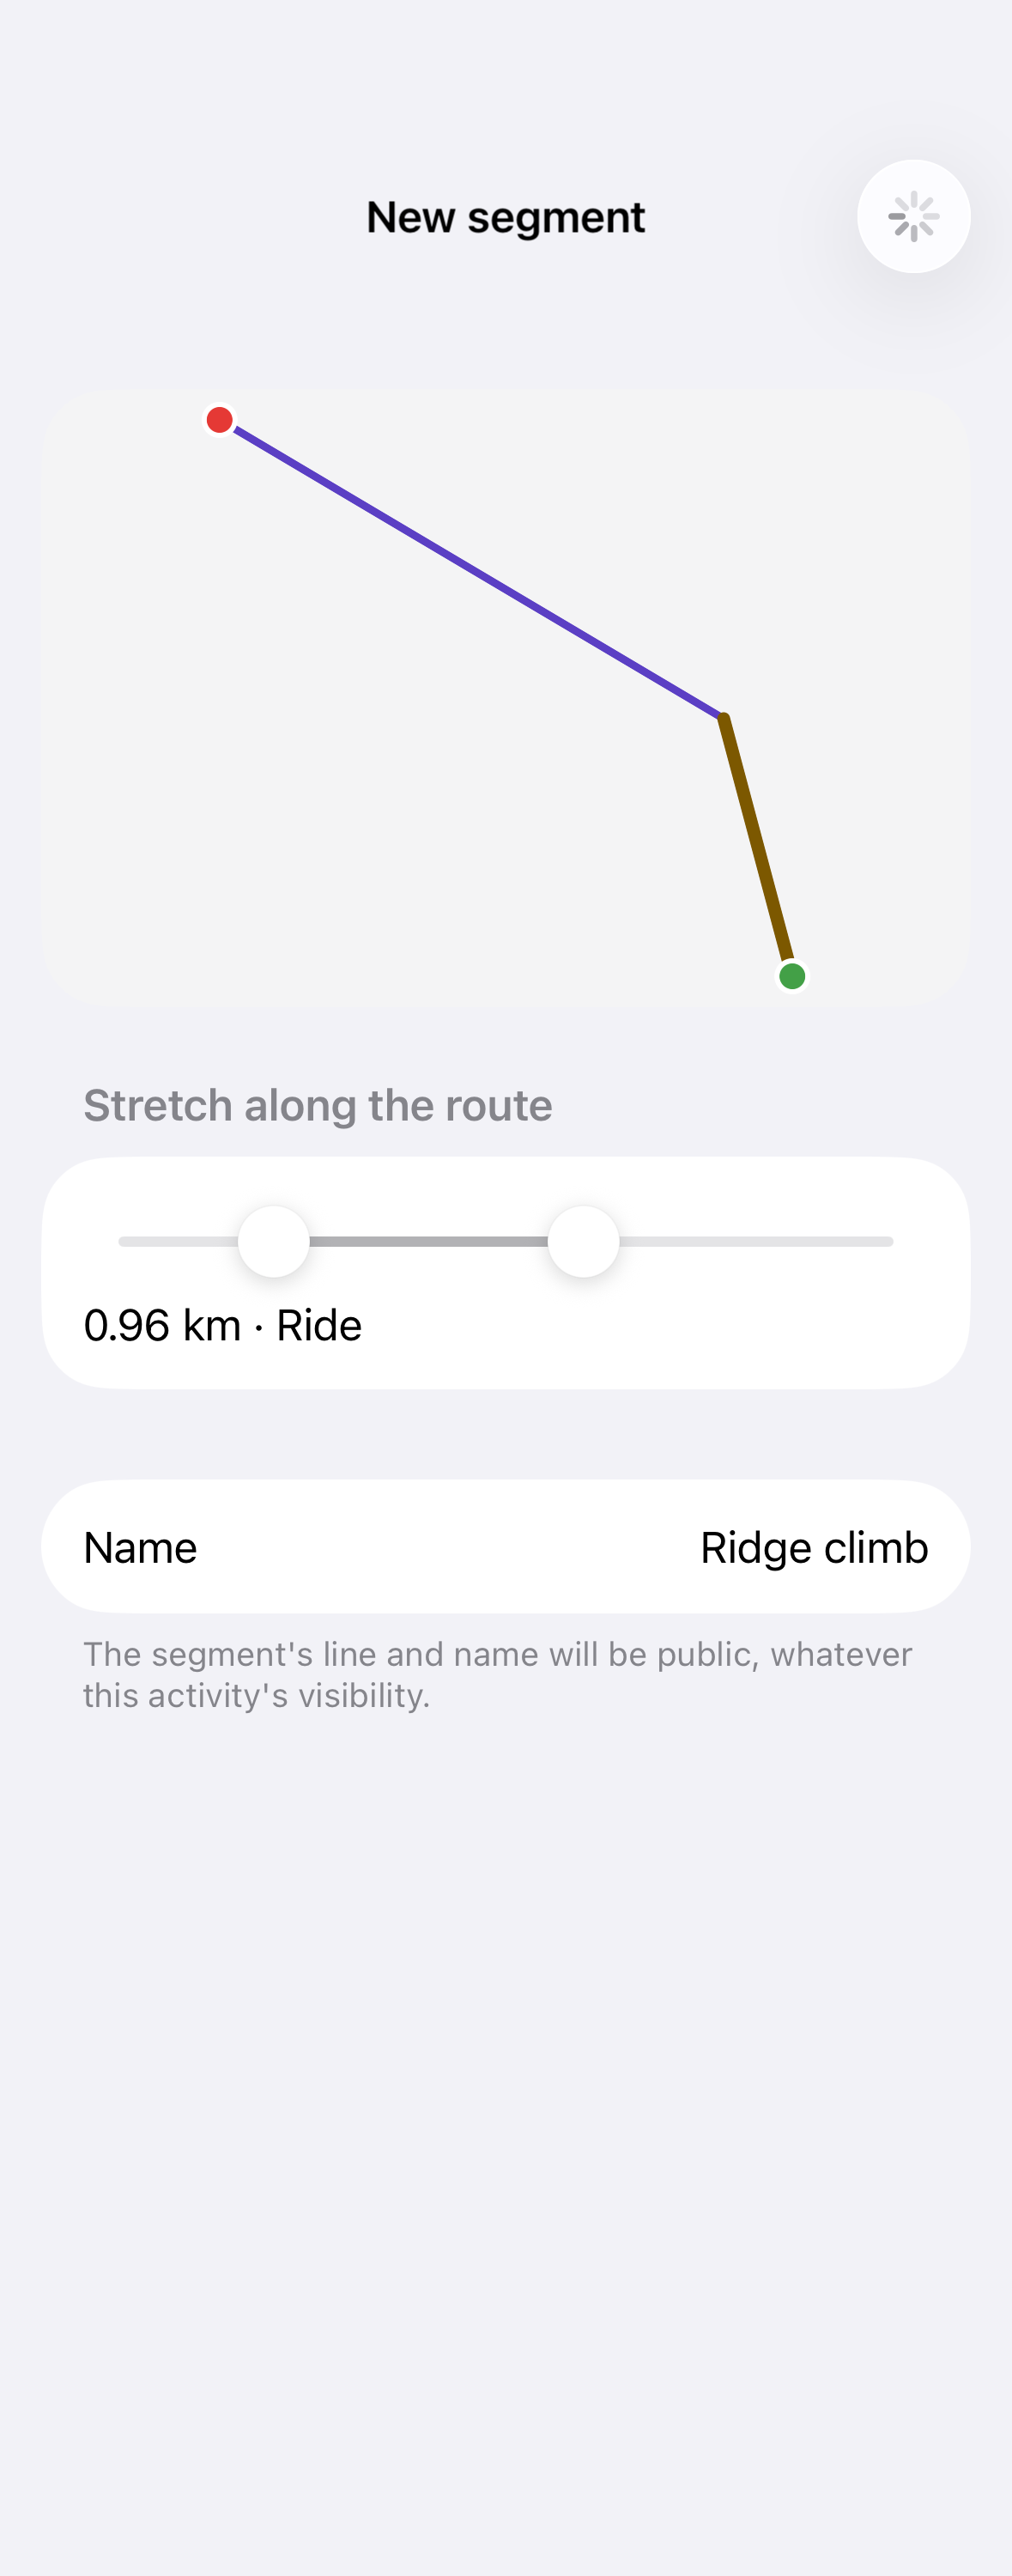 New segment
Stretch along the route
0.96 km · Ride
Name Ridge climb
The segment's line and name will be public, whatever
this activity's visibility.